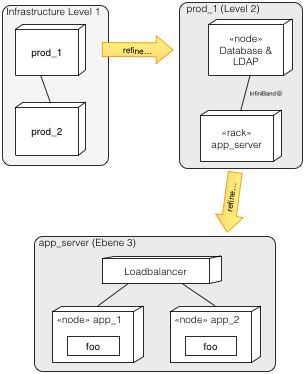 Infrastructure Level 1
prod_1
prod_2
refine...
prod_1 (Level 2)
«node»
Database &
LDAP
InfiniBand ©
«rack»
app_server
refine...
app_server (Ebene 3)
Loadbalancer
«node» app_1
foo
«node» app_2
foo